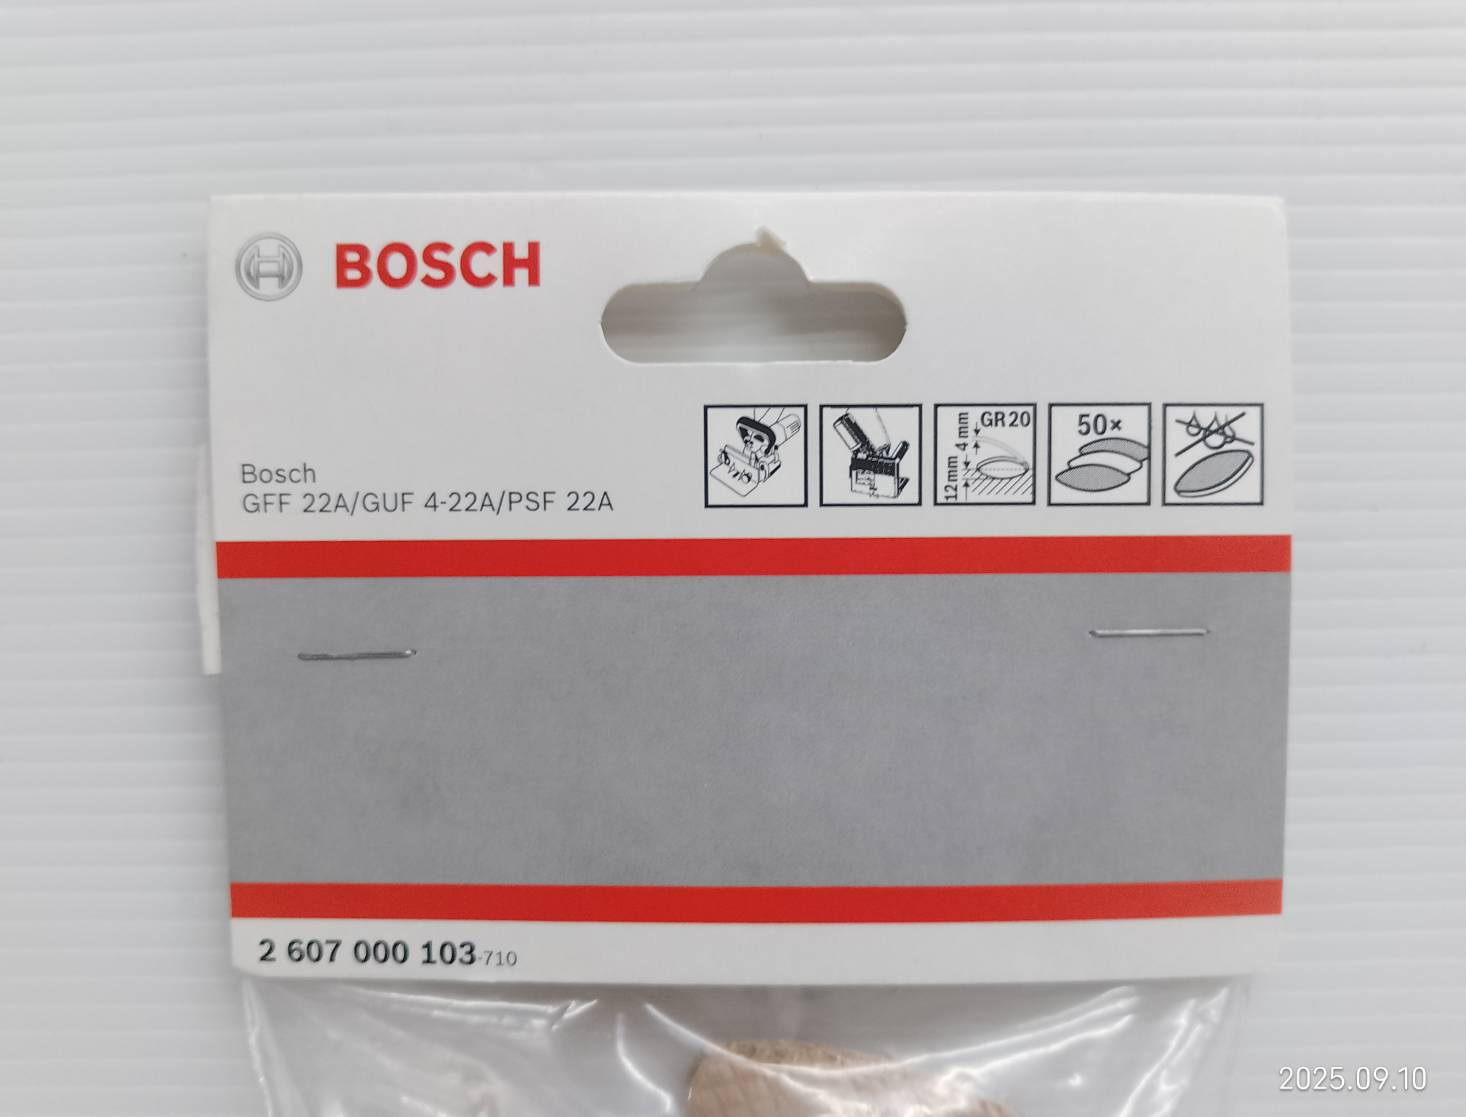 BOSCH
Bosch
GFF 22A/GUF 4-22A/PSF 22A
12mm 4 mm GR20
50×
2 607 000 103-710
2025.09.10